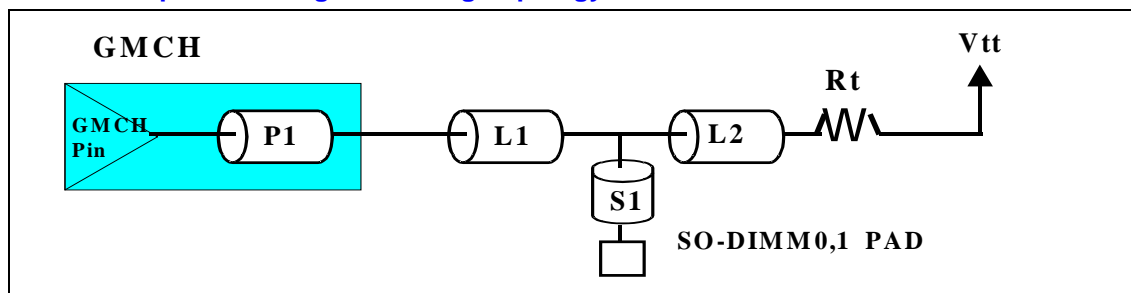 GMCH
Vtt
Rt
GMCH
Pin
P1
L1
L2
S1
SO-DIMM0,1 PAD